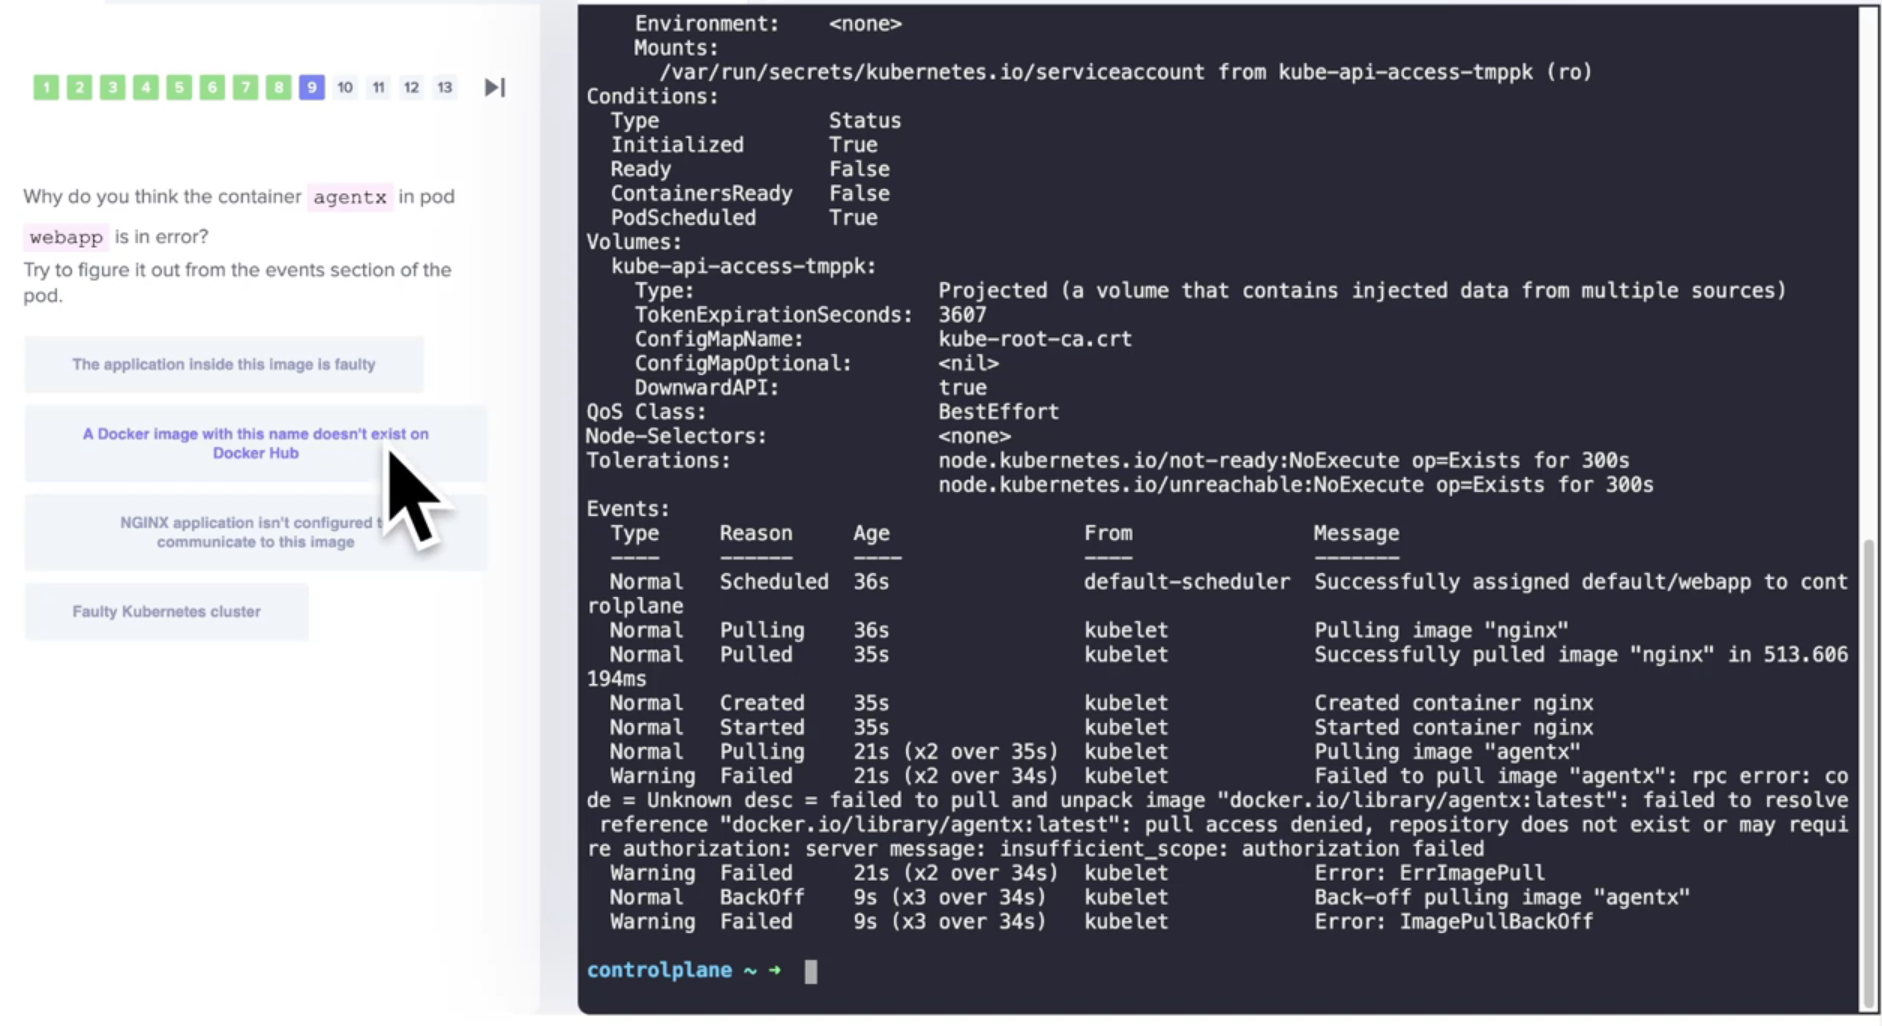 1 2 3 4 5 6 7 8 9 10 11 12 13
Why do you think the container agentx in pod
webapp is in error?
Try to figure it out from the events section of the
pod.
The application inside this image is faulty
A Docker image with this name doesn't exist on
Docker Hub
NGINX application isn't configured
communicate to this image
Faulty Kubernetes cluster
Environment: <none>
Mounts:
/var/run/secrets/kubernetes.io/serviceaccount from kube-api-access-tmppk (ro)
Conditions:
Type Status
Initialized True
Ready False
ContainersReady False
PodScheduled True
Volumes:
kube-api-access-tmppk:
Type: Projected (a volume that contains injected data from multiple sources)
TokenExpirationSeconds: 3607
ConfigMapName: kube-root-ca.crt
ConfigMapOptional: <nil>
DownwardAPI: true
QoS Class: BestEffort
Node-Selectors: <none>
Tolerations: node.kubernetes.io/not-ready:NoExecute op=Exists for 300s
node.kubernetes.io/unreachable:NoExecute op=Exists for 300s
Events:
Type Reason Age From Message
---- ------ ---- ---- -------
Normal Scheduled 36s default-scheduler Successfully assigned default/webapp to cont
rolplane
Normal Pulling 36s kubelet Pulling image "nginx"
Normal Pulled 35s kubelet Successfully pulled image "nginx" in 513.606
194ms
Normal Created 35s kubelet Created container nginx
Normal Started 35s kubelet Started container nginx
Normal Pulling 21s (x2 over 35s) kubelet Pulling image "agentx"
Warning Failed 21s (x2 over 34s) kubelet Failed to pull image "agentx": rpc error: co
de = Unknown desc = failed to pull and unpack image "docker.io/library/agentx:latest": failed to resolve
reference "docker.io/library/agentx:latest": pull access denied, repository does not exist or may requi
re authorization: server message: insufficient_scope: authorization failed
Warning Failed 21s (x2 over 34s) kubelet Error: ErrImagePull
Normal BackOff 9s (x3 over 34s) kubelet Back-off pulling image "agentx"
Warning Failed 9s (x3 over 34s) kubelet Error: ImagePullBackOff
controlplane ~ ➜